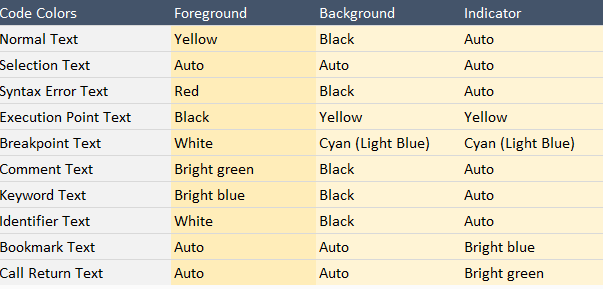 Code Colors Foreground Background Indicator
Normal Text Yellow Black Auto
Selection Text Auto Auto Auto
Syntax Error Text Red Black Auto
Execution Point Text Black Yellow Yellow
Breakpoint Text White Cyan (Light Blue) Cyan (Light Blue)
Comment Text Bright green Black Auto
Keyword Text Bright blue Black Auto
Identifier Text White Black Auto
Bookmark Text Auto Auto Bright blue
Call Return Text Auto Auto Bright green